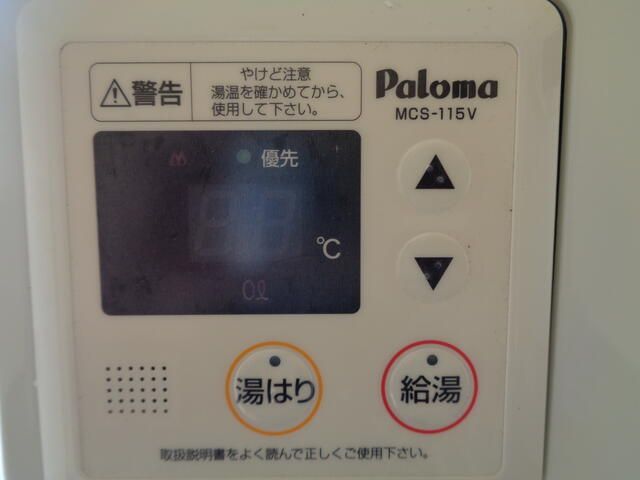 警告
やけど注意
湯温を確かめてから、
使用して下さい。
Paloma
MCS-115V
優先
℃
0ℓ
湯はり
給湯
取扱説明書をよく読んで正しくご使用下さい。